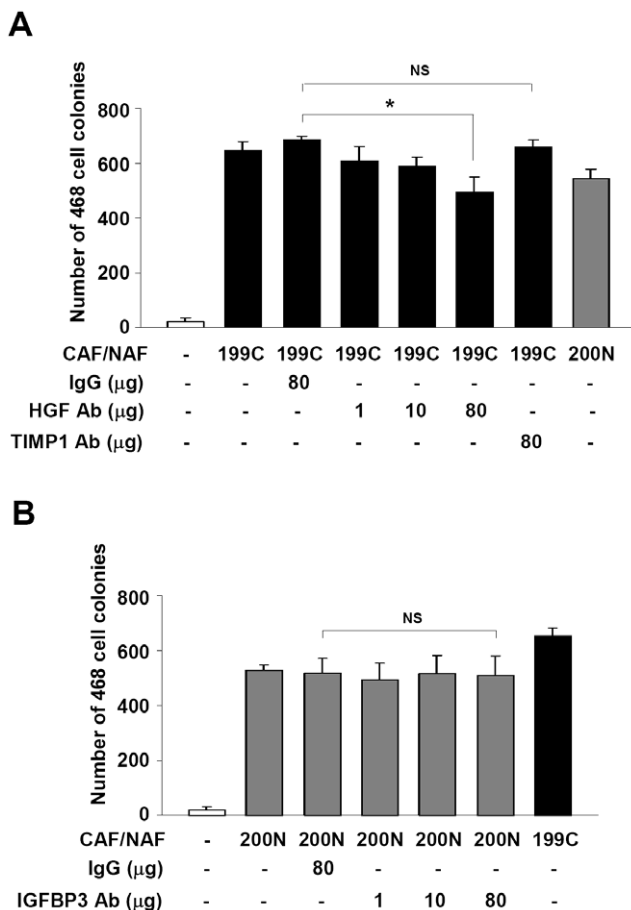 A
Number of 468 cell colonies
800
600
400
200
0
NS
*
CAF/NAF - 199C 199C 199C 199C 199C 199C 200N
IgG (µg) - - 80 - - - - -
HGF Ab (µg) - - - 1 10 80 - -
TIMP1 Ab (µg) - - - - - - 80 -
B
Number of 468 cell colonies
800
600
400
200
0
NS
CAF/NAF - 200N 200N 200N 200N 200N 199C
IgG (µg) - - 80 - - - -
IGFBP3 Ab (µg) - - - 1 10 80 -